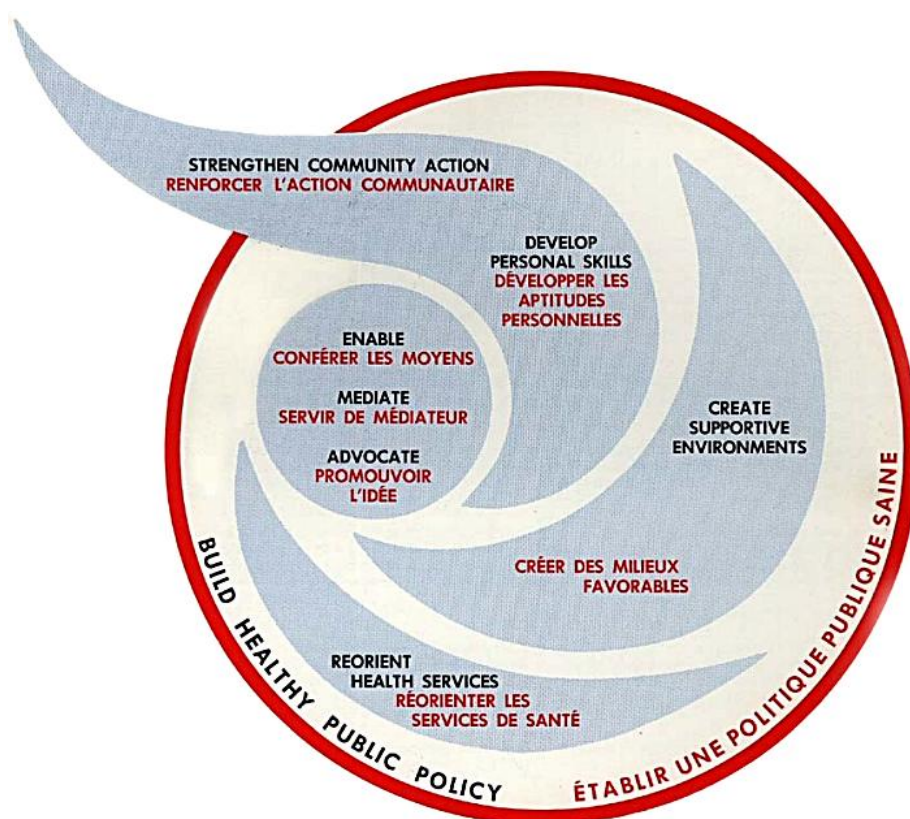 STRENGTHEN COMMUNITY ACTION
RENFORCER L'ACTION COMMUNAUTAIRE
DEVELOP
PERSONAL SKILLS
DÉVELOPPER LES
APTITUDES
PERSONNELLES
ENABLE
CONFÉRER LES MOYENS
MEDIATE
SERVIR DE MÉDIATEUR
ADVOCATE
PROMOUVOIR
L'IDÉE
CREATE
SUPPORTIVE
ENVIRONMENTS
CRÉER DES MILIEUX
FAVORABLES
REORIENT
HEALTH SERVICES
RÉORIENTER LES
SERVICES DE SANTÉ
BUILD HEALTHY PUBLIC POLICY
ÉTABLIR UNE POLITIQUE PUBLIQUE SAINE